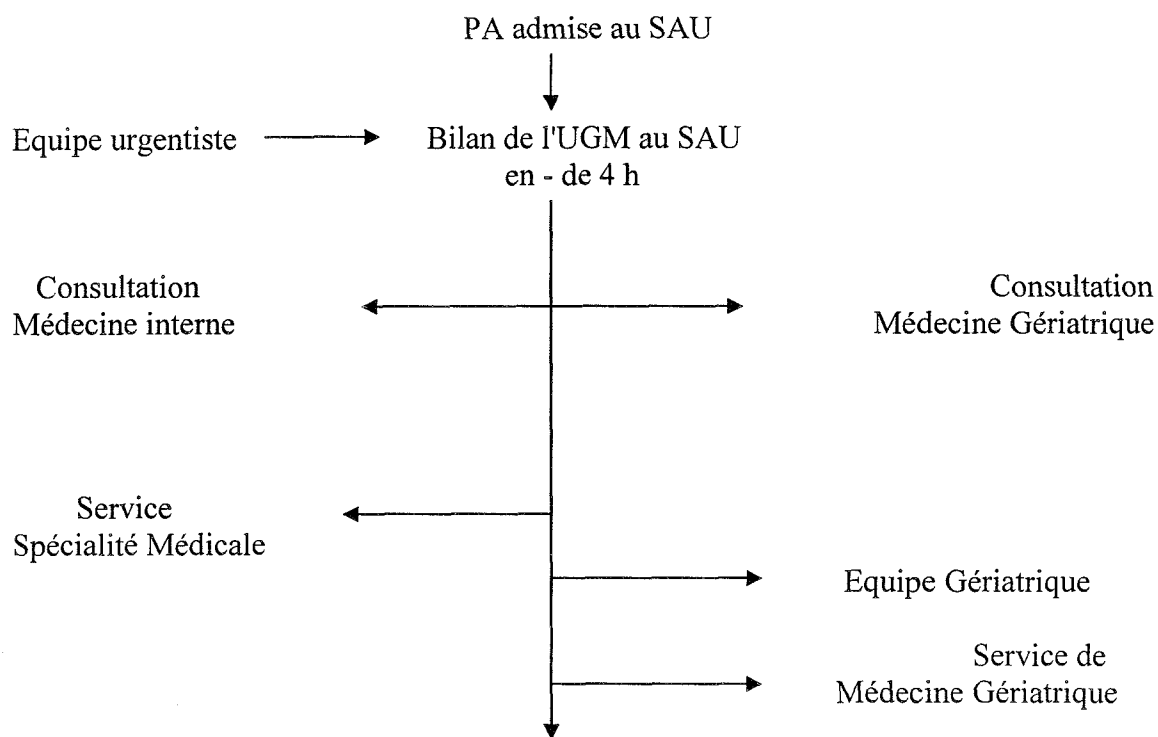 PA admise au SAU
Equipe urgentiste
Bilan de l'UGM au SAU
en - de 4 h
Consultation
Médecine interne
Consultation
Médecine Gériatrique
Service
Spécialité Médicale
Equipe Gériatrique
Service de
Médecine Gériatrique